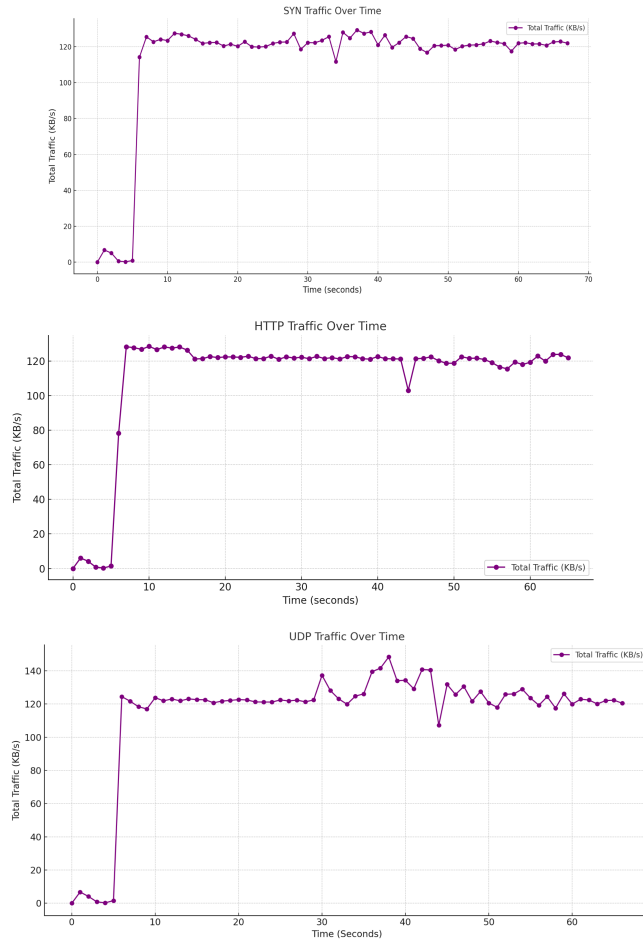 SYN Traffic Over Time
Total Traffic (KB/s)
120
100
80
60
40
20
0
Total Traffic (KB/s)
0 10 20 30 40 50 60 70
Time (seconds)
HTTP Traffic Over Time
120
100
80
60
40
20
0
Total Traffic (KB/s)
Total Traffic (KB/s)
0 10 20 30 40 50 60
Time (seconds)
UDP Traffic Over Time
Total Traffic (KB/s)
140
120
100
80
60
40
20
0
Total Traffic (KB/s)
0 10 20 30 40 50 60
Time (Seconds)